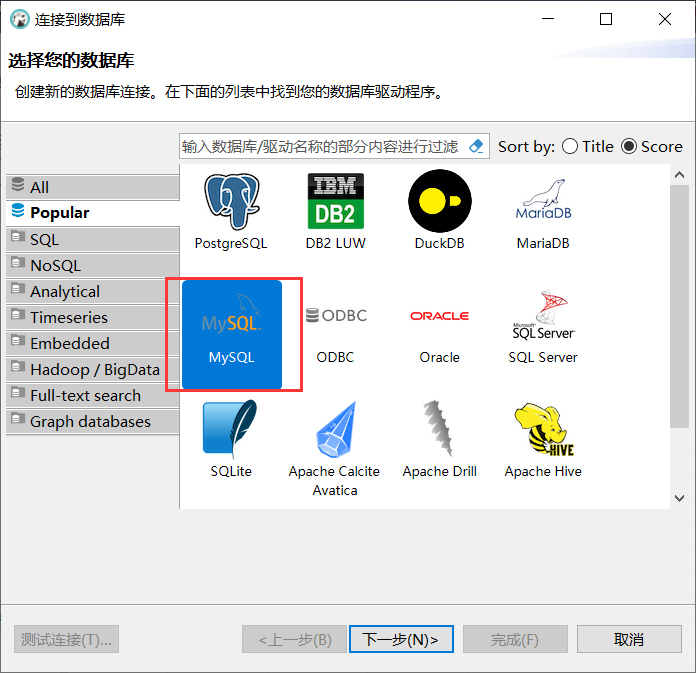 连接到数据库
选择您的数据库
创建新的数据库连接。在下面的列表中找到您的数据库驱动程序。
输入数据库/驱动名称的部分内容进行过滤 Sort by: Title Score
All
Popular
SQL
NoSQL
Analytical
Timeseries
Embedded
Hadoop / BigData
Full-text search
Graph databases
IBM
DB2
MariaDB
PostgreSQL DB2 LUW DuckDB MariaDB
MySQL ODBC ORACLE Microsoft SQL Server
MySQL ODBC Oracle SQL Server
HIVE
SQLite Apache Calcite Avatica Apache Drill Apache Hive
测试连接(T)... <上一步(B) 下一步(N)> 完成(F) 取消